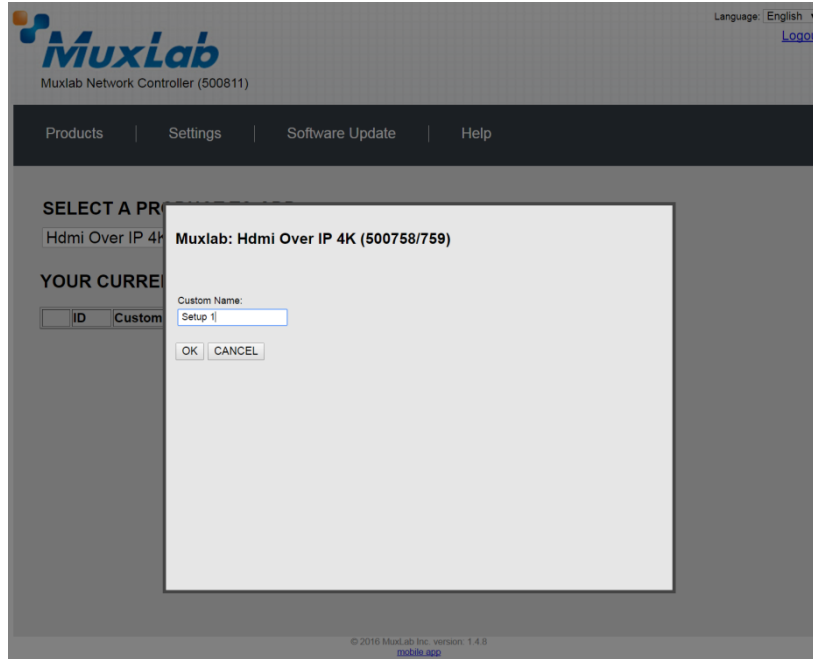 Language: English
Logou
MuxLab
Muxlab Network Controller (500811)
Products | Settings | Software Update | Help
SELECT A PR
Hdmi Over IP 4K
Muxlab: Hdmi Over IP 4K (500758/759)
YOUR CURRE
Custom Name:
Setup 1
ID Custom
OK CANCEL
© 2016 MuxLab Inc. version: 1.4.8
mobile app